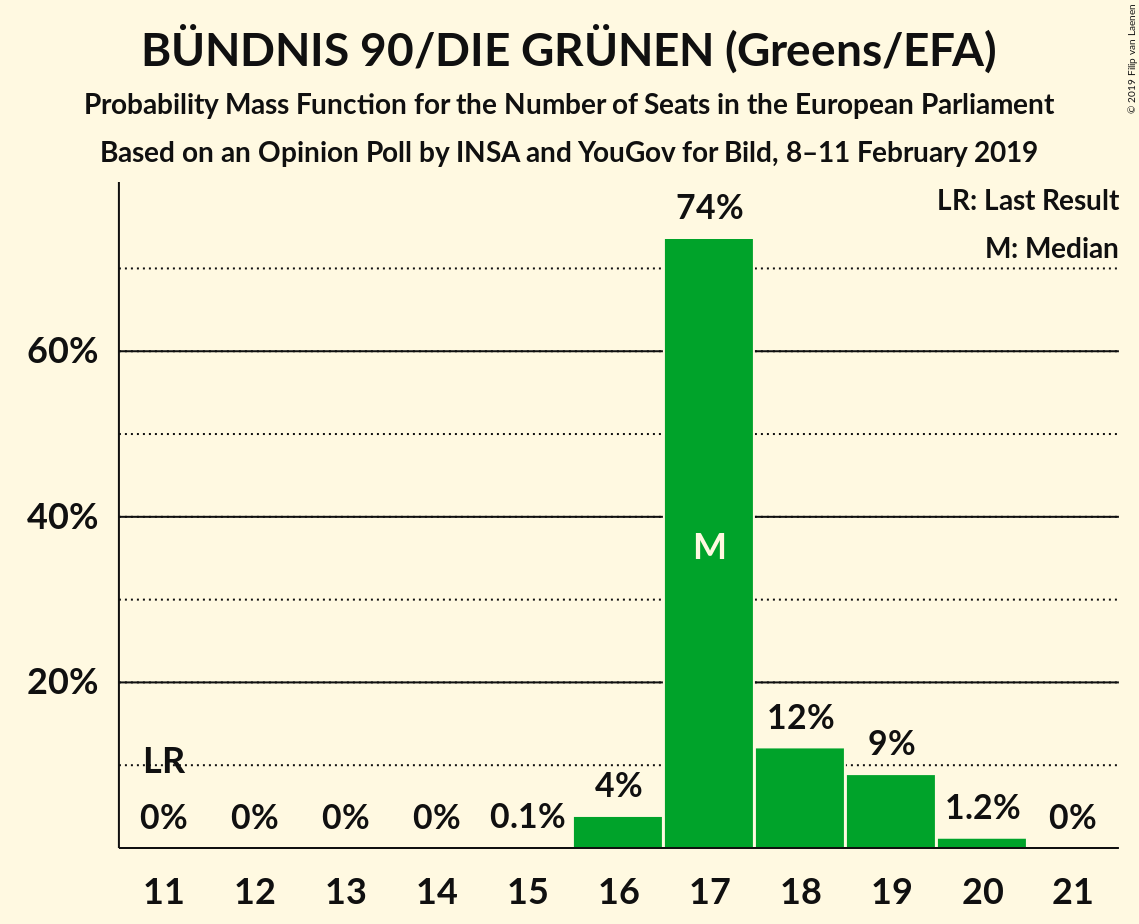 BÜNDNIS 90/DIE GRÜNEN (Greens/EFA)
Probability Mass Function for the Number of Seats in the European Parliament
Based on an Opinion Poll by INSA and YouGov for Bild, 8–11 February 2019
© 2019 Filip van Laenen
LR: Last Result
M: Median
74%
60%
40%
20%
M
LR
0%
0%
0%
0%
0.1%
4%
12%
9%
1.2%
0%
11 12 13 14 15 16 17 18 19 20 21